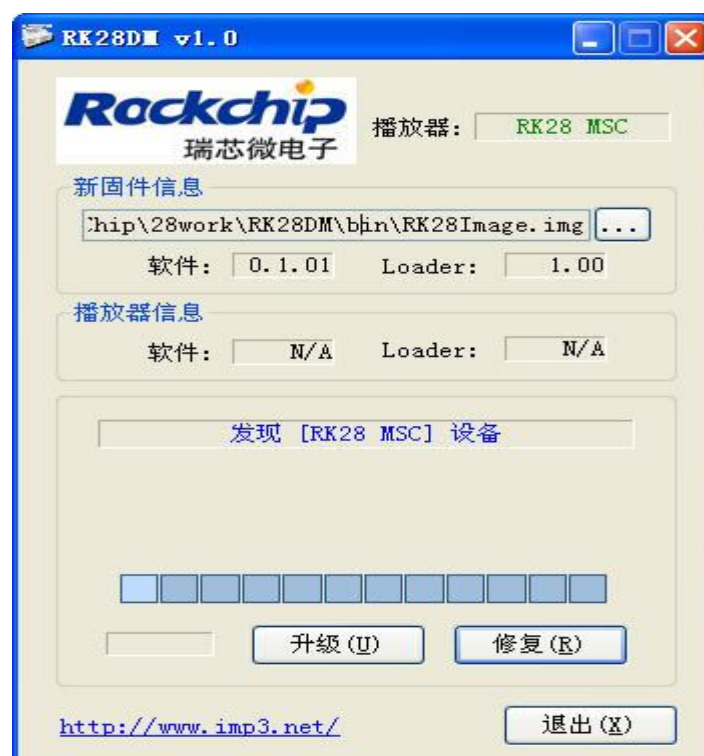 RK28DM v1.0
Rockchip
瑞芯微电子
播放器: RK28 MSC
新固件信息
hip\28work\RK28DM\bin\RK28Image.img ...
软件: 0.1.01 Loader: 1.00
播放器信息
软件: N/A Loader: N/A
发现 [RK28 MSC] 设备
升级(U) 修复(R)
http://www.imp3.net/ 退出(X)